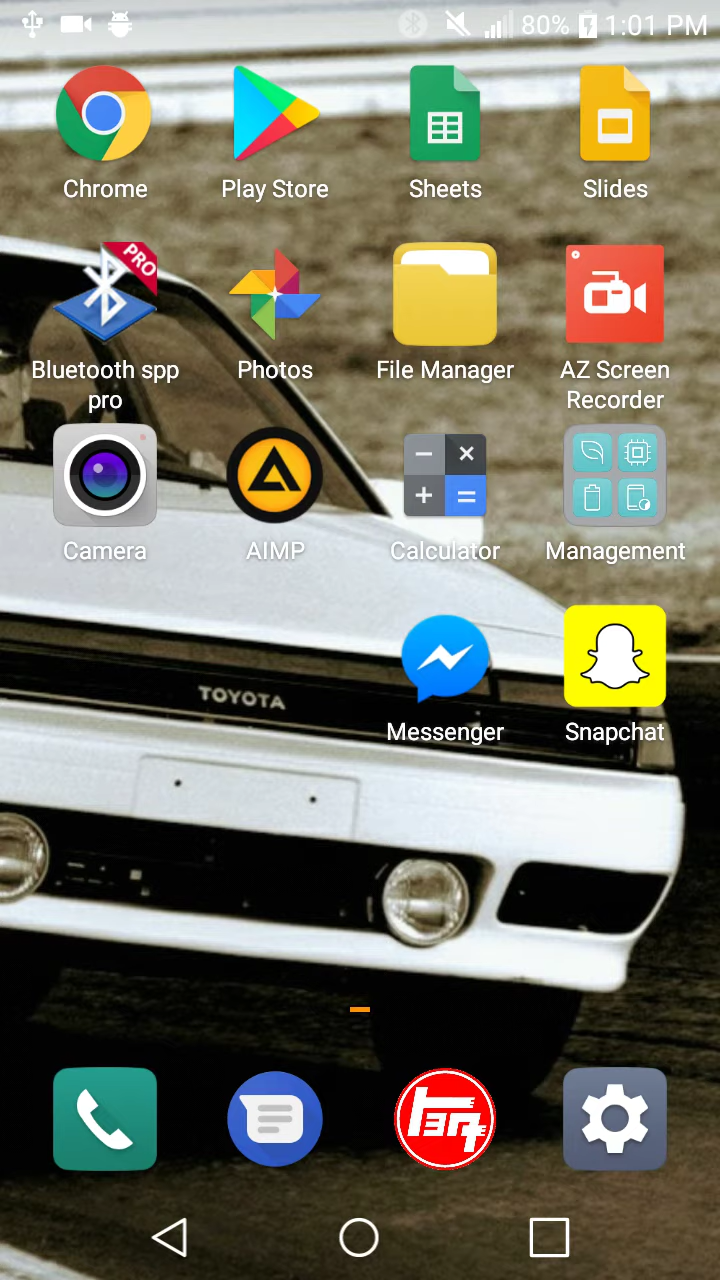 80% 1:01 PM
Chrome
Play Store
Sheets
Slides
PRO
Bluetooth spp
pro
Photos
File Manager
AZ Screen
Recorder
Camera
AIMP
Calculator
Management
TOYOTA
Messenger
Snapchat